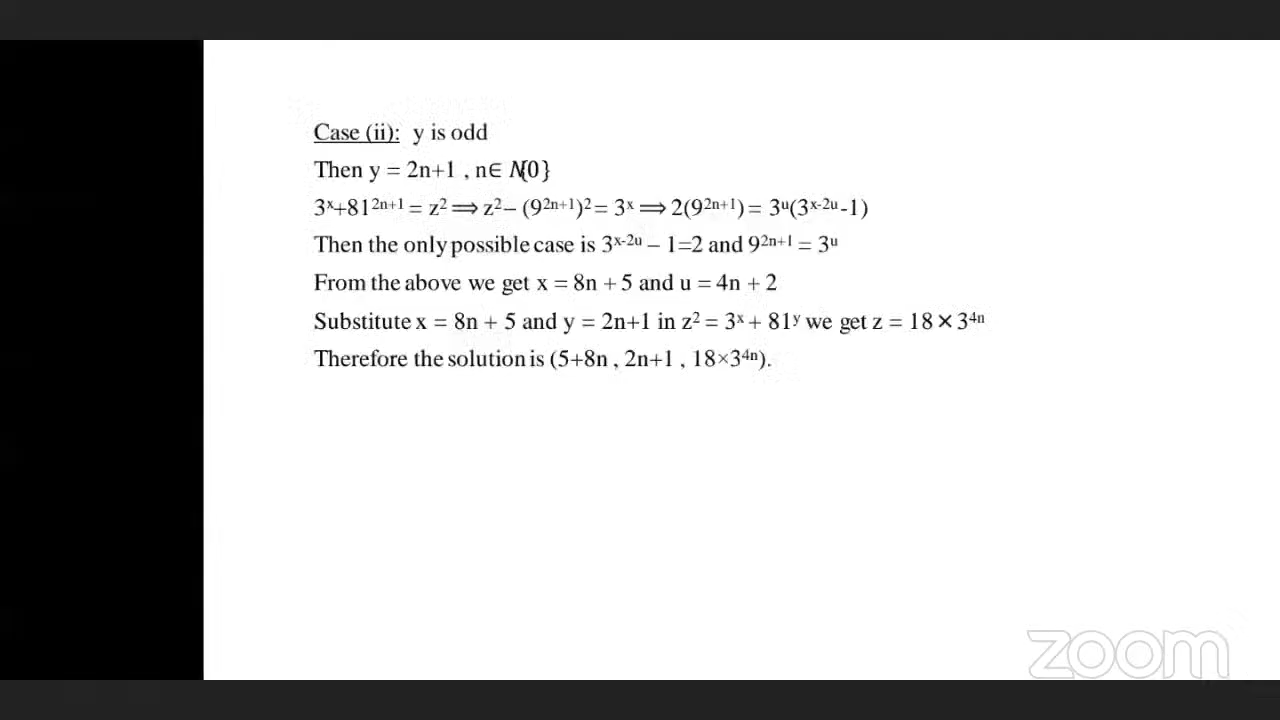 Case (ii): y is odd
Then y = 2n+1 , n∈ N{0}
3ˣ+81²ⁿ⁺¹ = z² ⟹ z² – (9²ⁿ⁺¹)² = 3ˣ ⟹ 2(9²ⁿ⁺¹) = 3ᵘ(3ˣ⁻²ᵘ-1)
Then the only possible case is 3ˣ⁻²ᵘ – 1=2 and 9²ⁿ⁺¹ = 3ᵘ
From the above we get x = 8n + 5 and u = 4n + 2
Substitute x = 8n + 5 and y = 2n+1 in z² = 3ˣ + 81ʸ we get z = 18 × 3⁴ⁿ
Therefore the solution is (5+8n , 2n+1 , 18×3⁴ⁿ).
zoom